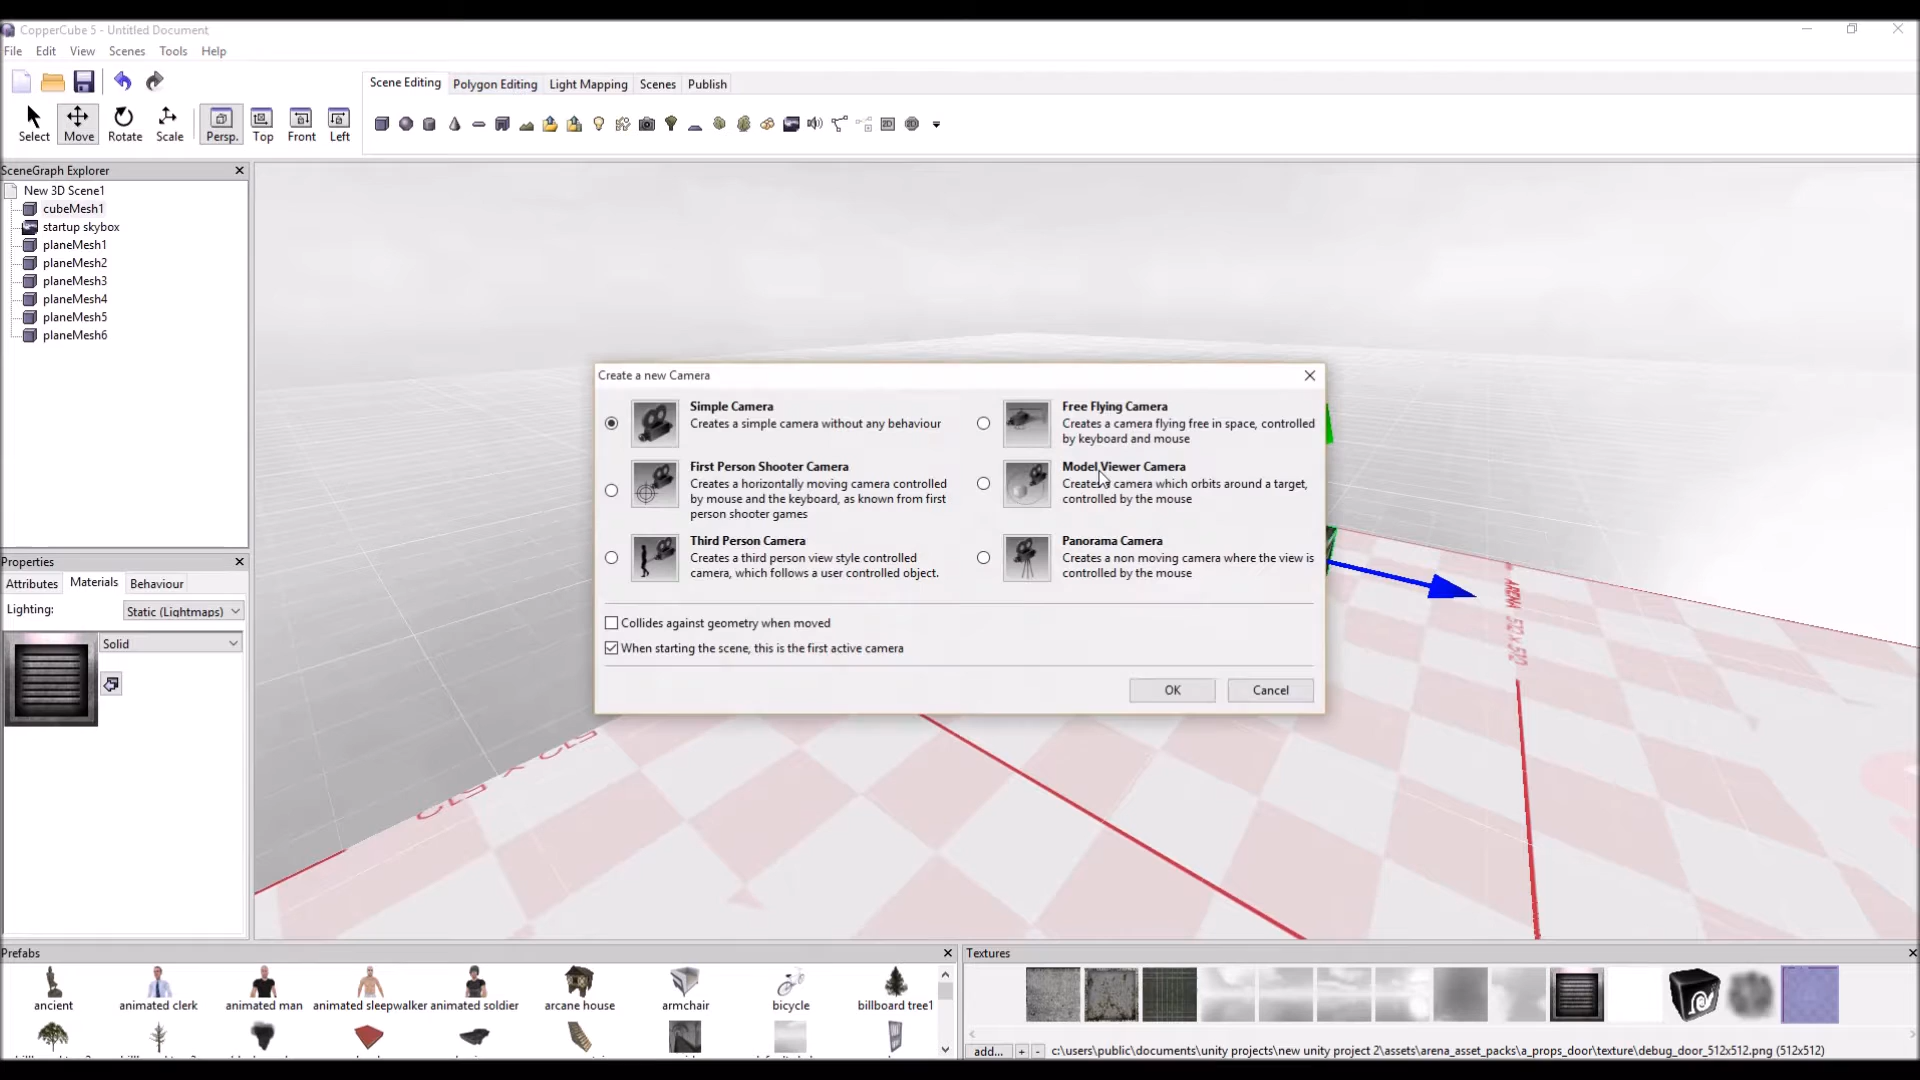 CopperCube 5 - Untitled Document
File Edit View Scenes Tools Help
Scene Editing Polygon Editing Light Mapping Scenes Publish
Select Move Rotate Scale Persp. Top Front Left
SceneGraph Explorer
New 3D Scene1
cubeMesh1
startup skybox
planeMesh1
planeMesh2
planeMesh3
planeMesh4
planeMesh5
planeMesh6
Create a new Camera
Simple Camera
Creates a simple camera without any behaviour
First Person Shooter Camera
Creates a horizontally moving camera controlled
by mouse and the keyboard, as known from first
person shooter games
Third Person Camera
Creates a third person view style controlled
camera, which follows a user controlled object.
Free Flying Camera
Creates a camera flying free in space, controlled
by keyboard and mouse
Model Viewer Camera
Creates a camera which orbits around a target,
controlled by the mouse
Panorama Camera
Creates a non moving camera where the view is
controlled by the mouse
Collides against geometry when moved
When starting the scene, this is the first active camera
OK Cancel
ARENA 512 x 512
Properties
Attributes Materials Behaviour
Lighting: Static (Lightmaps)
Solid
Prefabs
ancient animated clerk animated man animated sleepwalker animated soldier arcane house armchair bicycle billboard tree1
Textures
add... + - c:\users\public\documents\unity projects\new unity project 2\assets\arena_asset_packs\a_props_door\texture\debug_door_512x512.png (512x512)